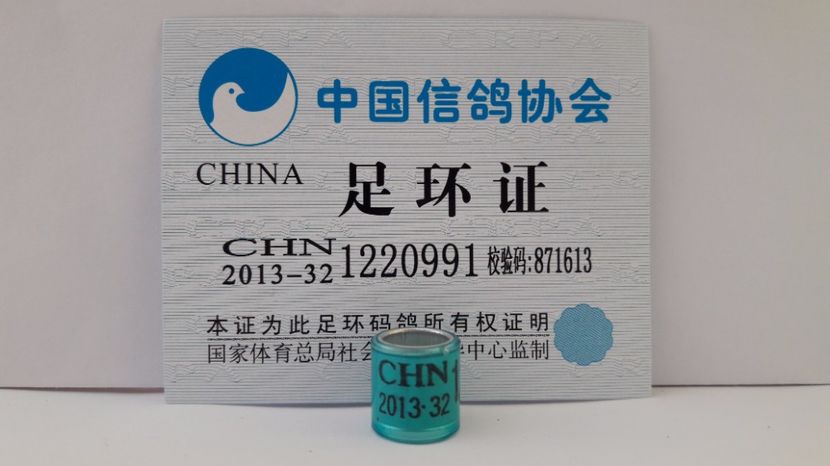 中国信鸽协会
CHINA 足环证
CHN
2013-32 1220991 校验码:871613
本证为此足环码鸽所有权证明
国家体育总局社会 中心监制
CHN 1
2013-32